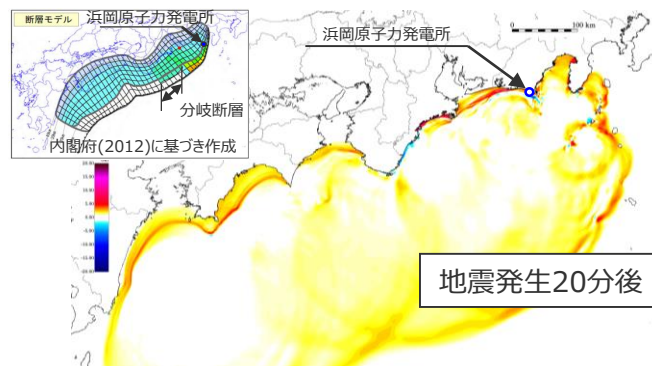 断層モデル
浜岡原子力発電所
分岐断層
内閣府(2012)に基づき作成
浜岡原子力発電所
0 100 km
地震発生20分後